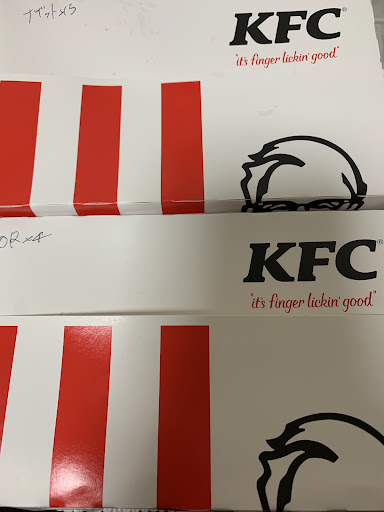 ナゲット×5
KFC®
"it's finger lickin' good"
OR×4
KFC®
"it's finger lickin' good"